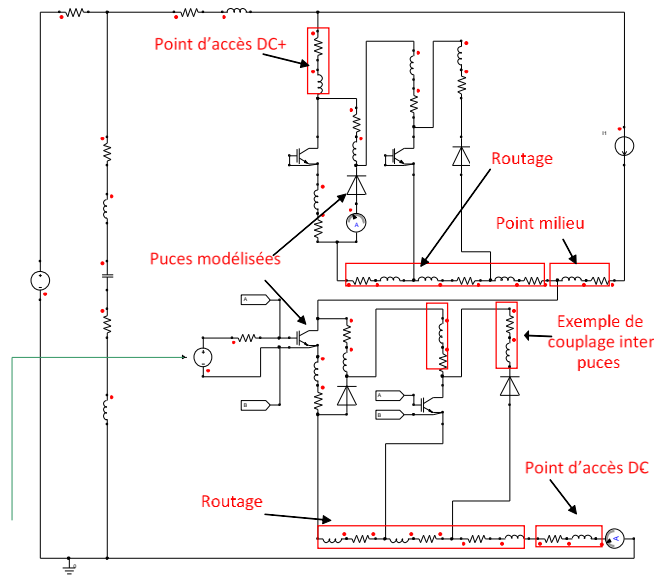 Point d'accès DC+
Routage
Point milieu
Puces modélisées
A
A
B
A
B
Exemple de
couplage inter
puces
Routage
Point d'accès DC
A